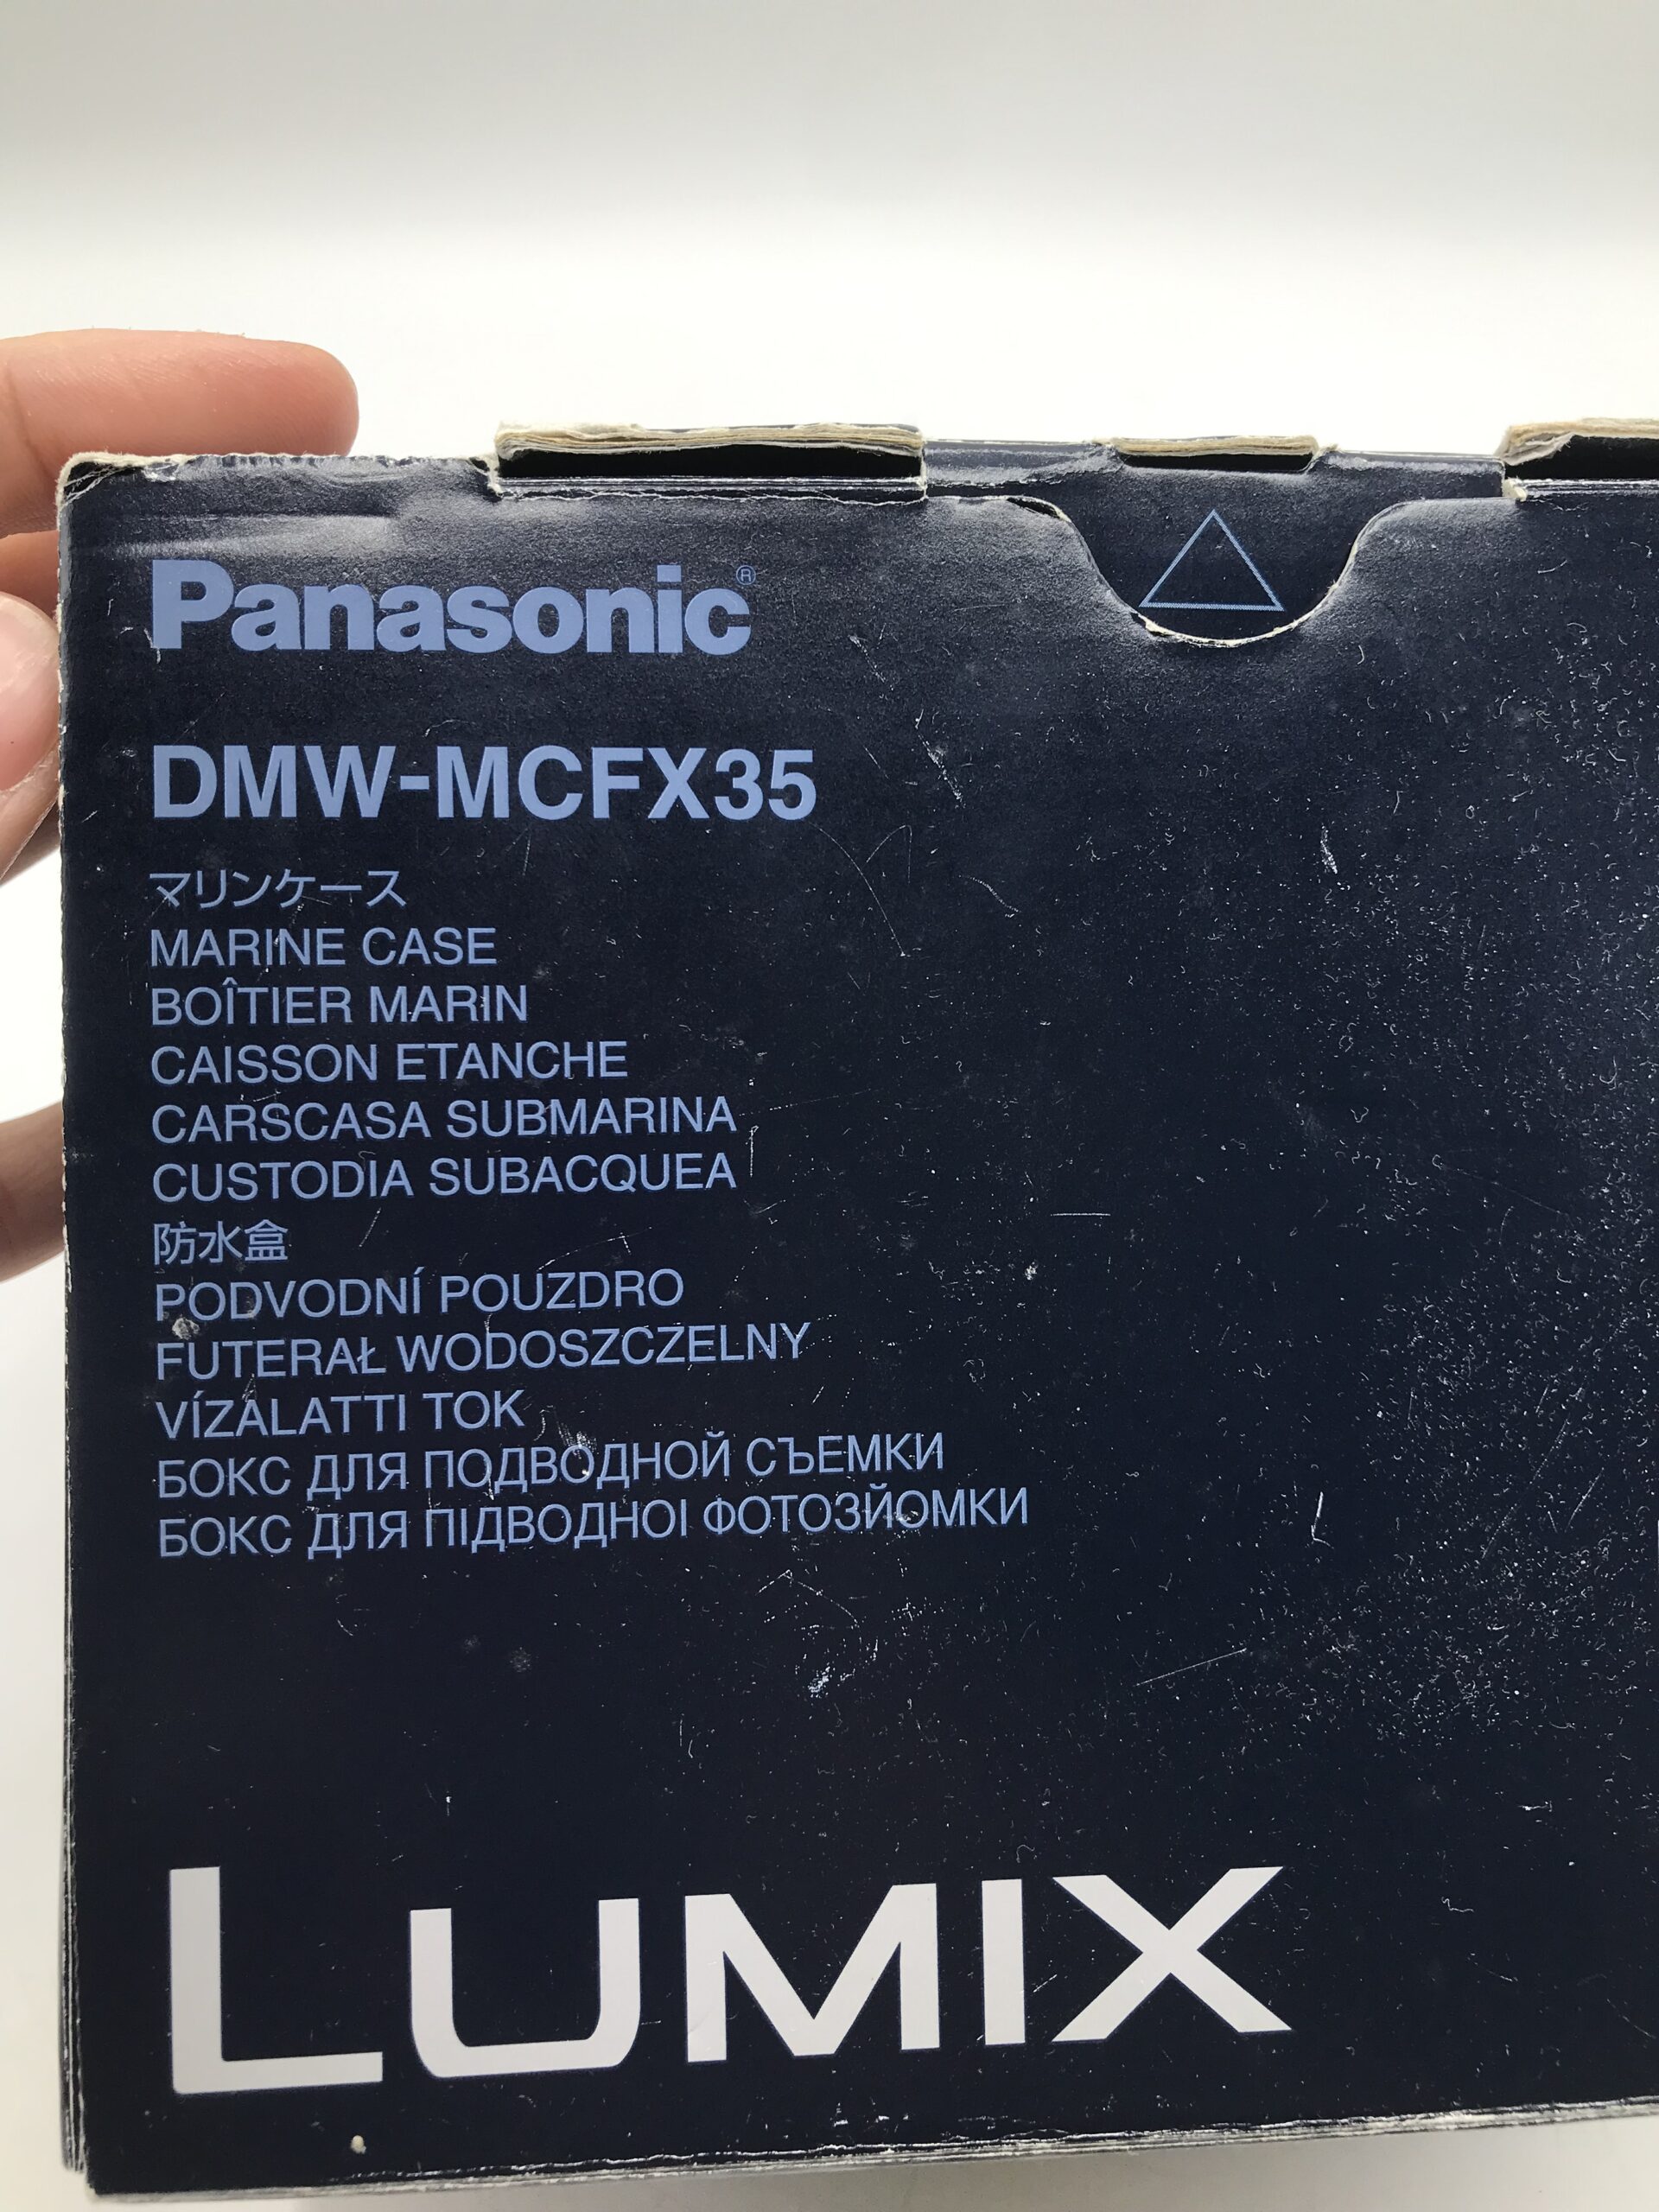 Panasonic®
DMW-MCFX35
マリンケース
MARINE CASE
BOÎTIER MARIN
CAISSON ETANCHE
CARSCASA SUBMARINA
CUSTODIA SUBACQUEA
防水盒
PODVODNÍ POUZDRO
FUTERAŁ WODOSZCZELNY
VÍZALATTI TOK
БОКС ДЛЯ ПОДВОДНОЙ СЪЕМКИ
БОКС ДЛЯ ПІДВОДНОІ ФОТОЗЙОМКИ
LUMIX